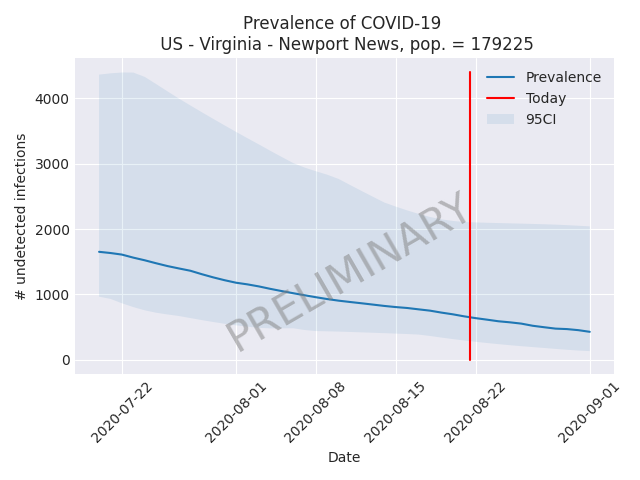 Prevalence of COVID-19
US - Virginia - Newport News, pop. = 179225
Prevalence
Today
95CI
# undetected infections
4000
3000
2000
1000
0
PRELIMINARY
2020-07-22
2020-08-01
2020-08-08
2020-08-15
2020-08-22
2020-09-01
Date